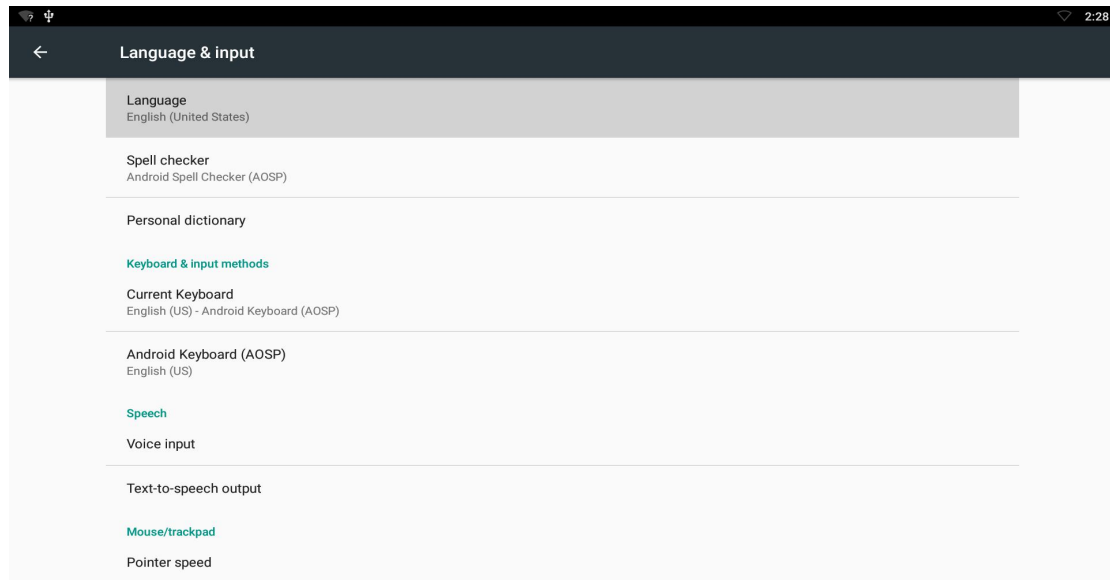 2:28
Language & input
Language
English (United States)
Spell checker
Android Spell Checker (AOSP)
Personal dictionary
Keyboard & input methods
Current Keyboard
English (US) - Android Keyboard (AOSP)
Android Keyboard (AOSP)
English (US)
Speech
Voice input
Text-to-speech output
Mouse/trackpad
Pointer speed